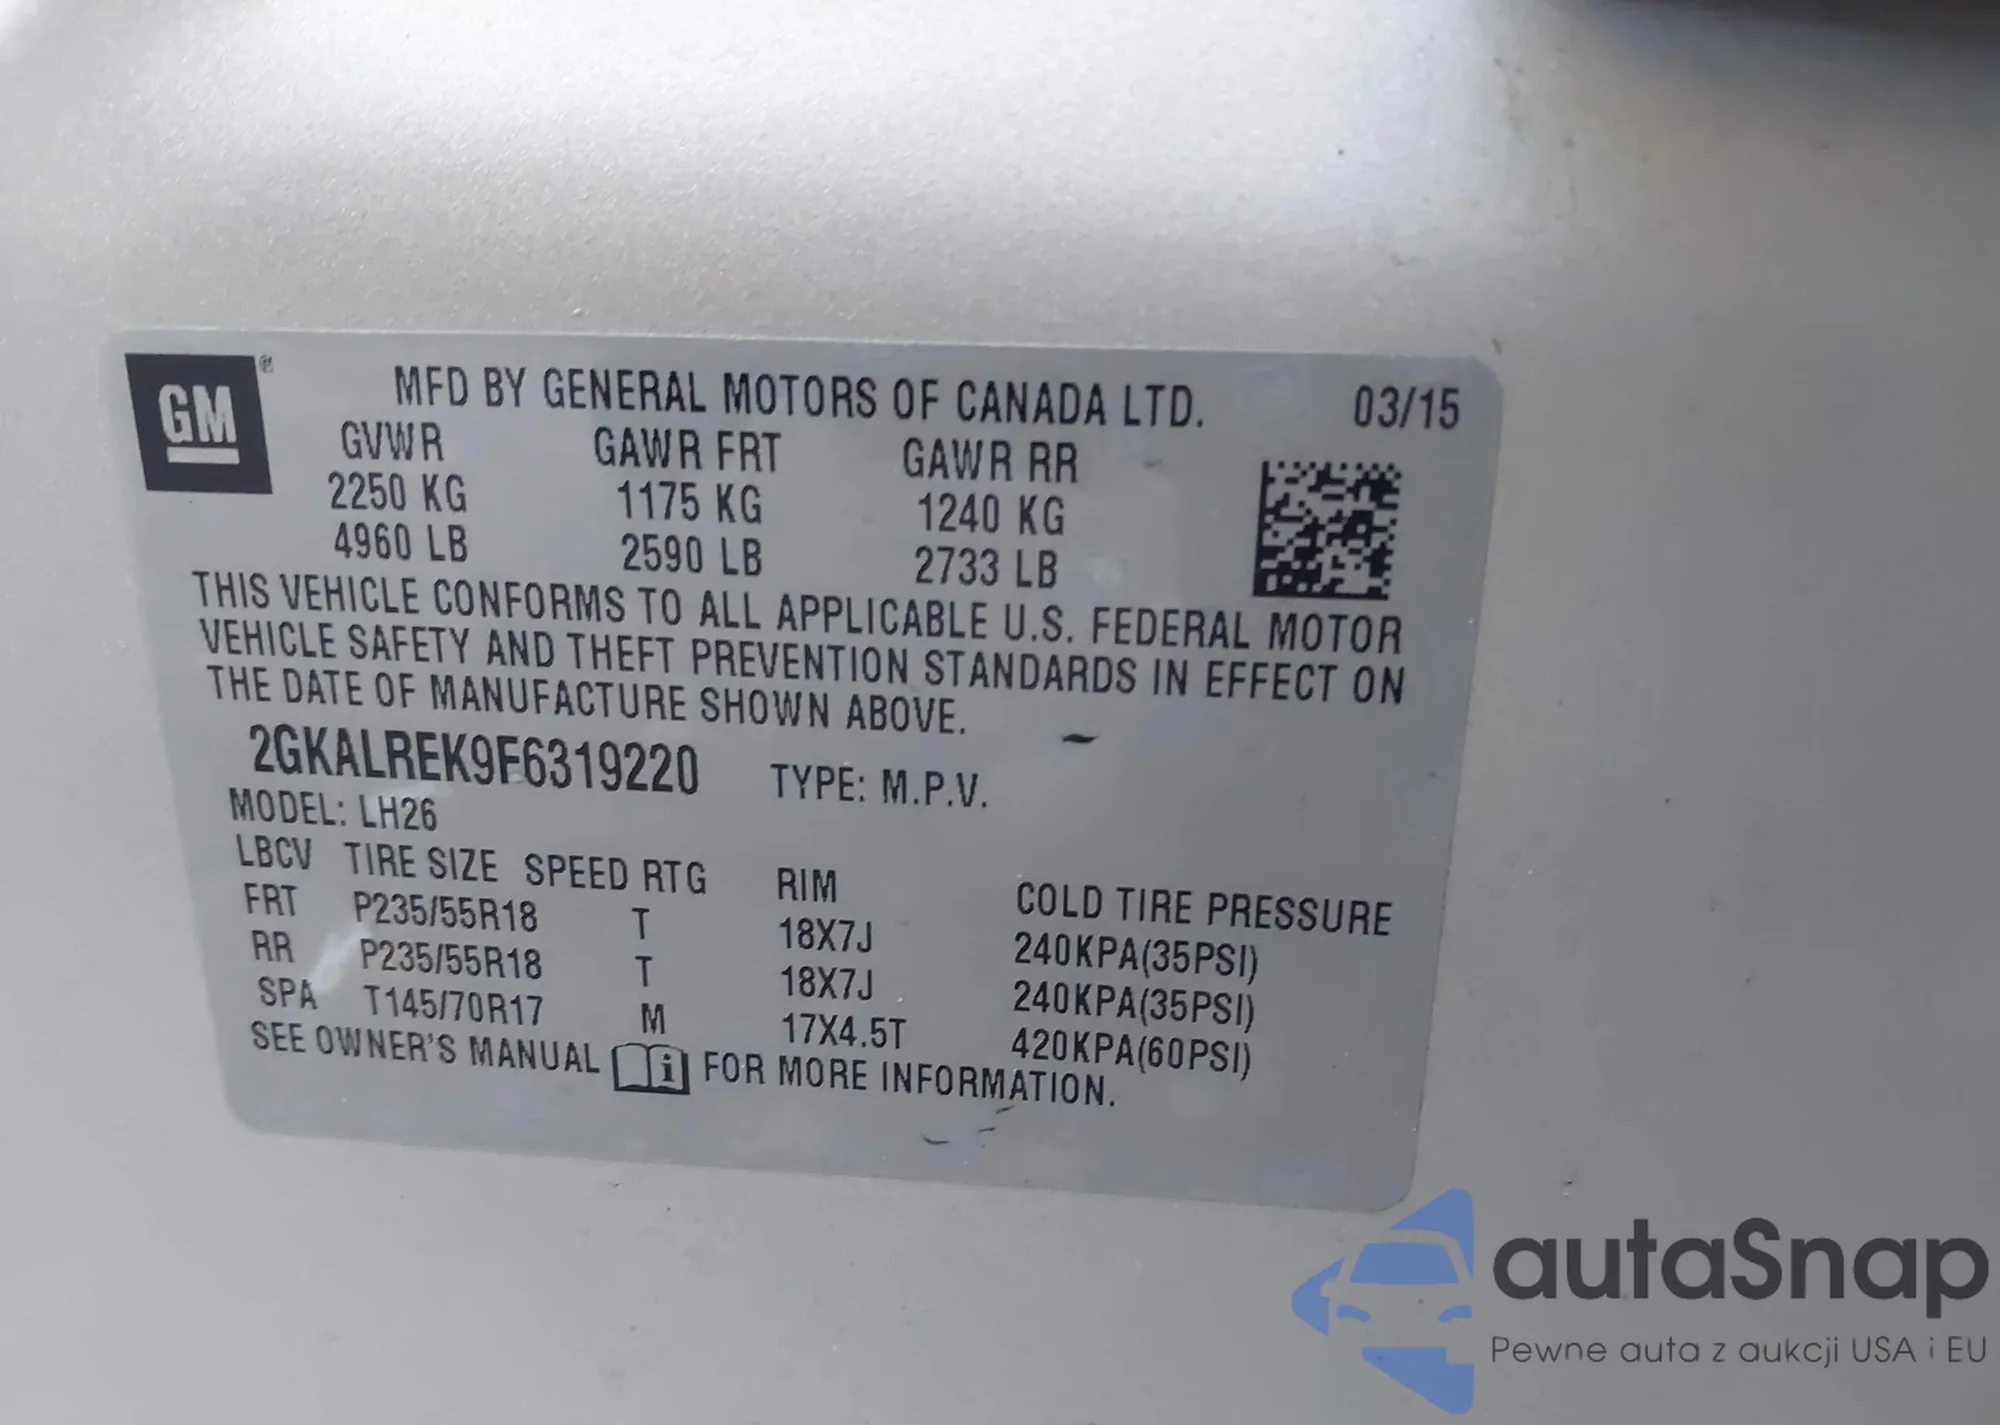 GM ®
MFD BY GENERAL MOTORS OF CANADA LTD. 03/15
GVWR GAWR FRT GAWR RR
2250 KG 1175 KG 1240 KG
4960 LB 2590 LB 2733 LB
THIS VEHICLE CONFORMS TO ALL APPLICABLE U.S. FEDERAL MOTOR
VEHICLE SAFETY AND THEFT PREVENTION STANDARDS IN EFFECT ON
THE DATE OF MANUFACTURE SHOWN ABOVE.
2GKALREK9F6319220 TYPE: M.P.V.
MODEL: LH26
LBCV TIRE SIZE SPEED RTG RIM COLD TIRE PRESSURE
FRT P235/55R18 T 18X7J 240KPA(35PSI)
RR P235/55R18 T 18X7J 240KPA(35PSI)
SPA T145/70R17 M 17X4.5T 420KPA(60PSI)
SEE OWNER'S MANUAL i FOR MORE INFORMATION.
autaSnap
Pewne auta z aukcji USA i EU